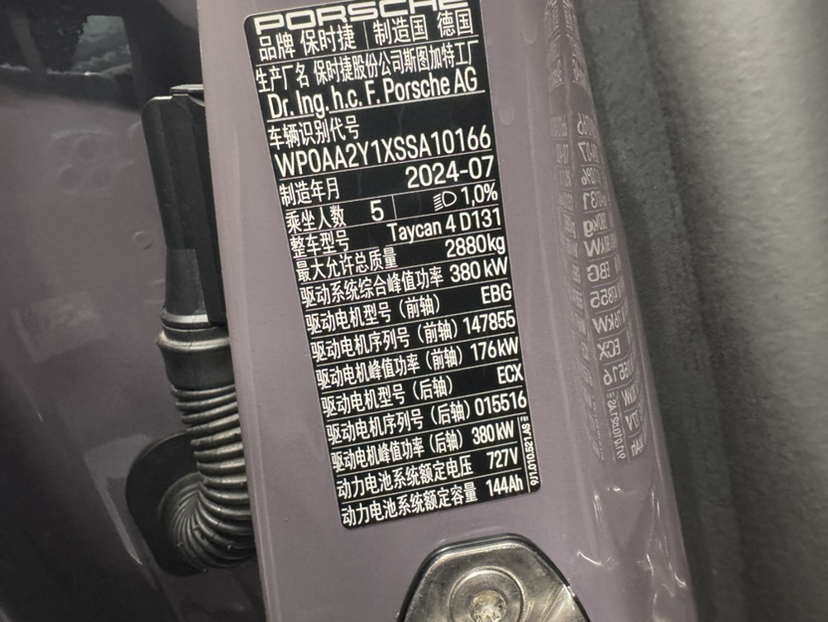 PORSCHE
品牌 保时捷 制造国 德国
生产厂名 保时捷股份公司斯图加特工厂
Dr. Ing. h.c. F. Porsche AG
车辆识别代号
WP0AA2Y1XSSA10166
制造年月 2024-07
乘坐人数 5 1,0%
整车型号 Taycan 4 D131
最大允许总质量 2880kg
驱动系统综合峰值功率 380kW
驱动电机型号（前轴） EBG
驱动电机序列号（前轴） 147855
驱动电机峰值功率（前轴） 176kW
驱动电机型号（后轴） ECX
驱动电机序列号（后轴） 015516
驱动电机峰值功率（后轴） 380kW
动力电池系统额定电压 727V
动力电池系统额定容量 144Ah